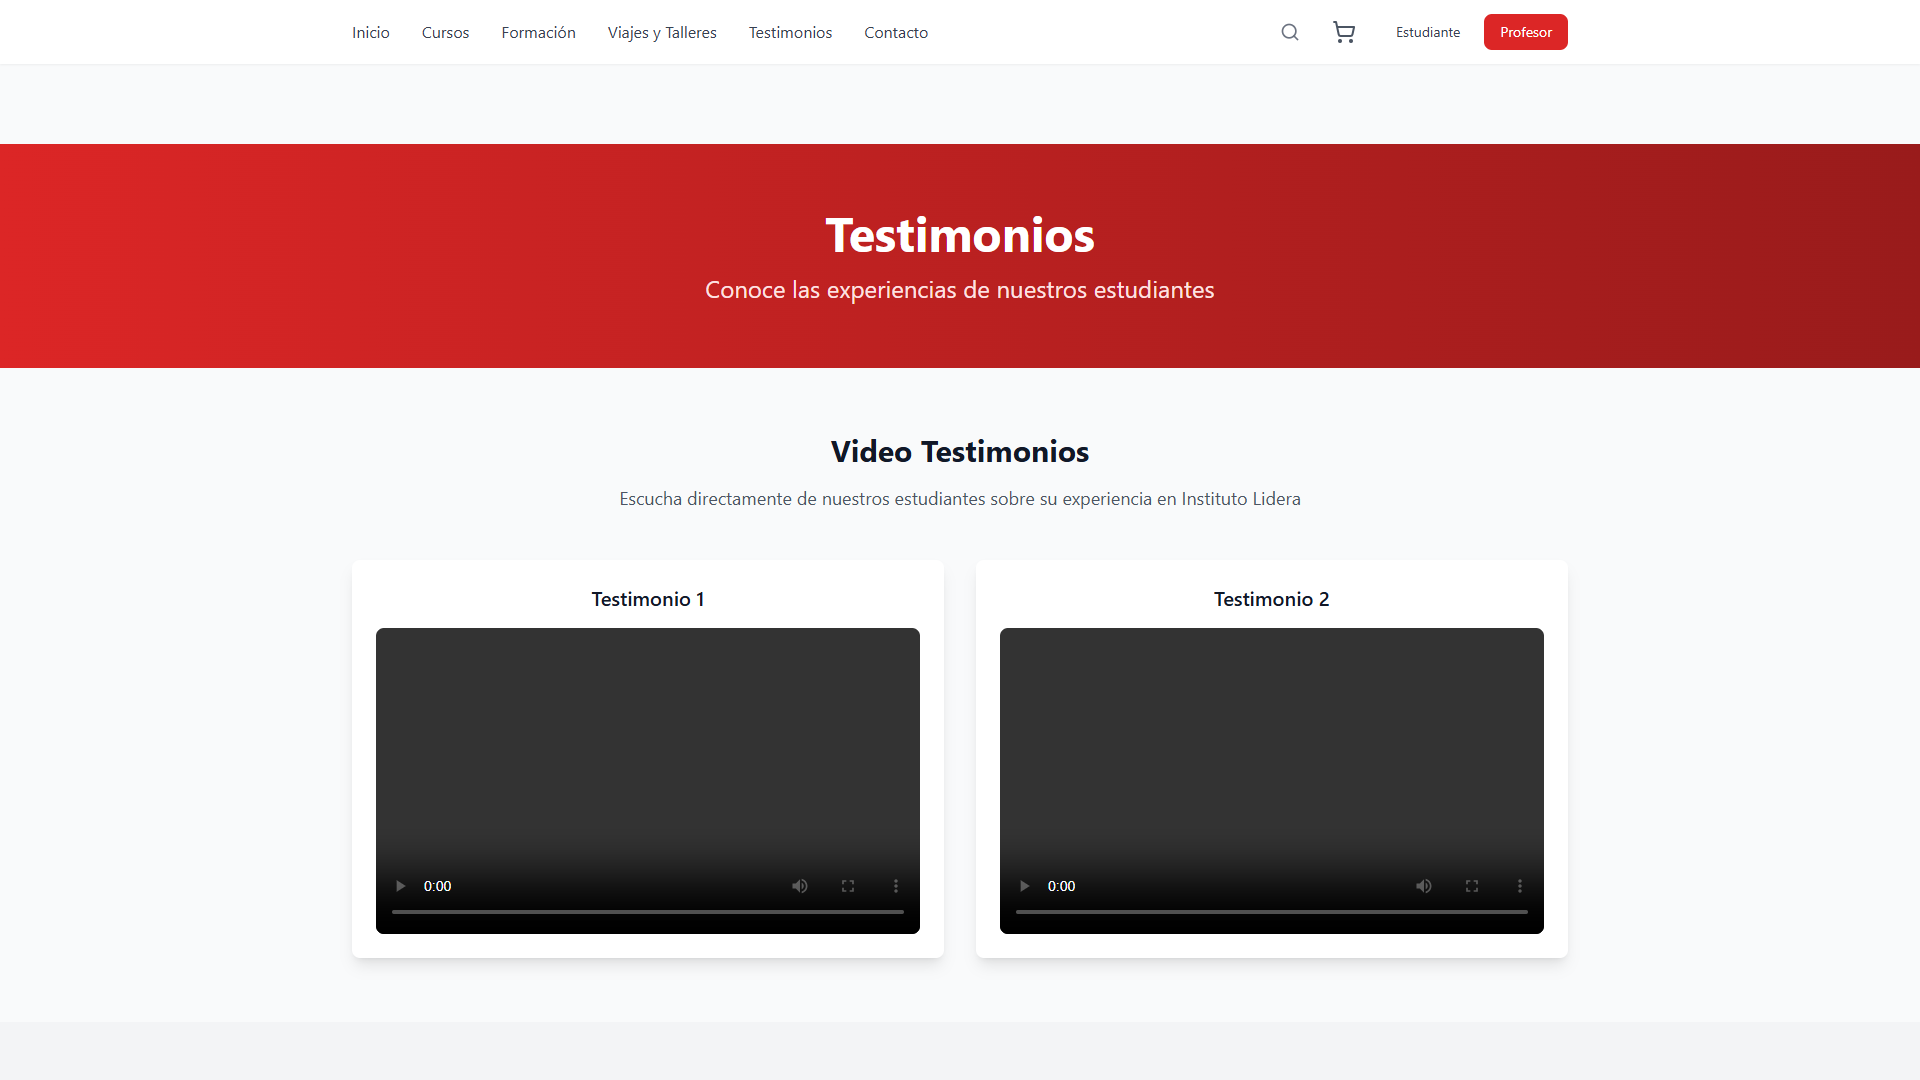 Inicio Cursos Formación Viajes y Talleres Testimonios Contacto Estudiante Profesor
Testimonios
Conoce las experiencias de nuestros estudiantes
Video Testimonios
Escucha directamente de nuestros estudiantes sobre su experiencia en Instituto Lidera
Testimonio 1
0:00
Testimonio 2
0:00